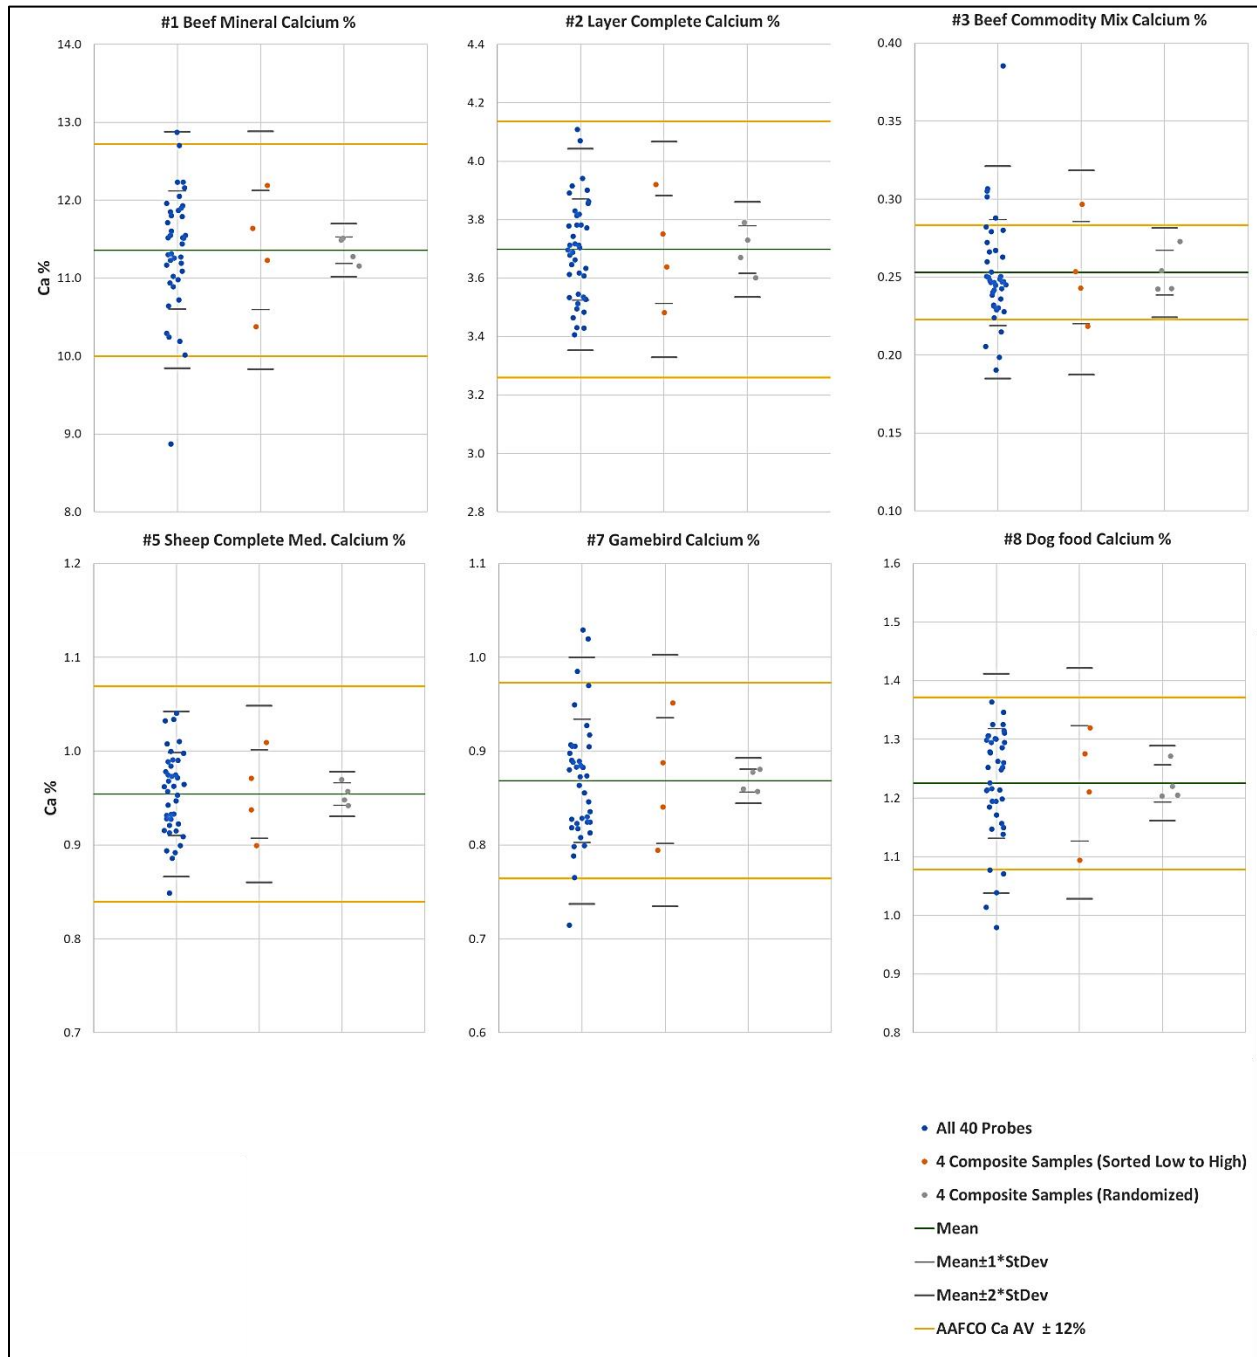 #1 Beef Mineral Calcium %
#2 Layer Complete Calcium %
#3 Beef Commodity Mix Calcium %
14.0
13.0
12.0
11.0
10.0
9.0
8.0
Ca %
4.4
4.2
4.0
3.8
3.6
3.4
3.2
3.0
2.8
0.40
0.35
0.30
0.25
0.20
0.15
0.10
#5 Sheep Complete Med. Calcium %
#7 Gamebird Calcium %
#8 Dog food Calcium %
1.2
1.1
1.0
0.9
0.8
0.7
Ca %
1.1
1.0
0.9
0.8
0.7
0.6
1.6
1.5
1.4
1.3
1.2
1.1
1.0
0.9
0.8
All 40 Probes
4 Composite Samples (Sorted Low to High)
4 Composite Samples (Randomized)
Mean
Mean±1*StDev
Mean±2*StDev
AAFCO Ca AV ± 12%